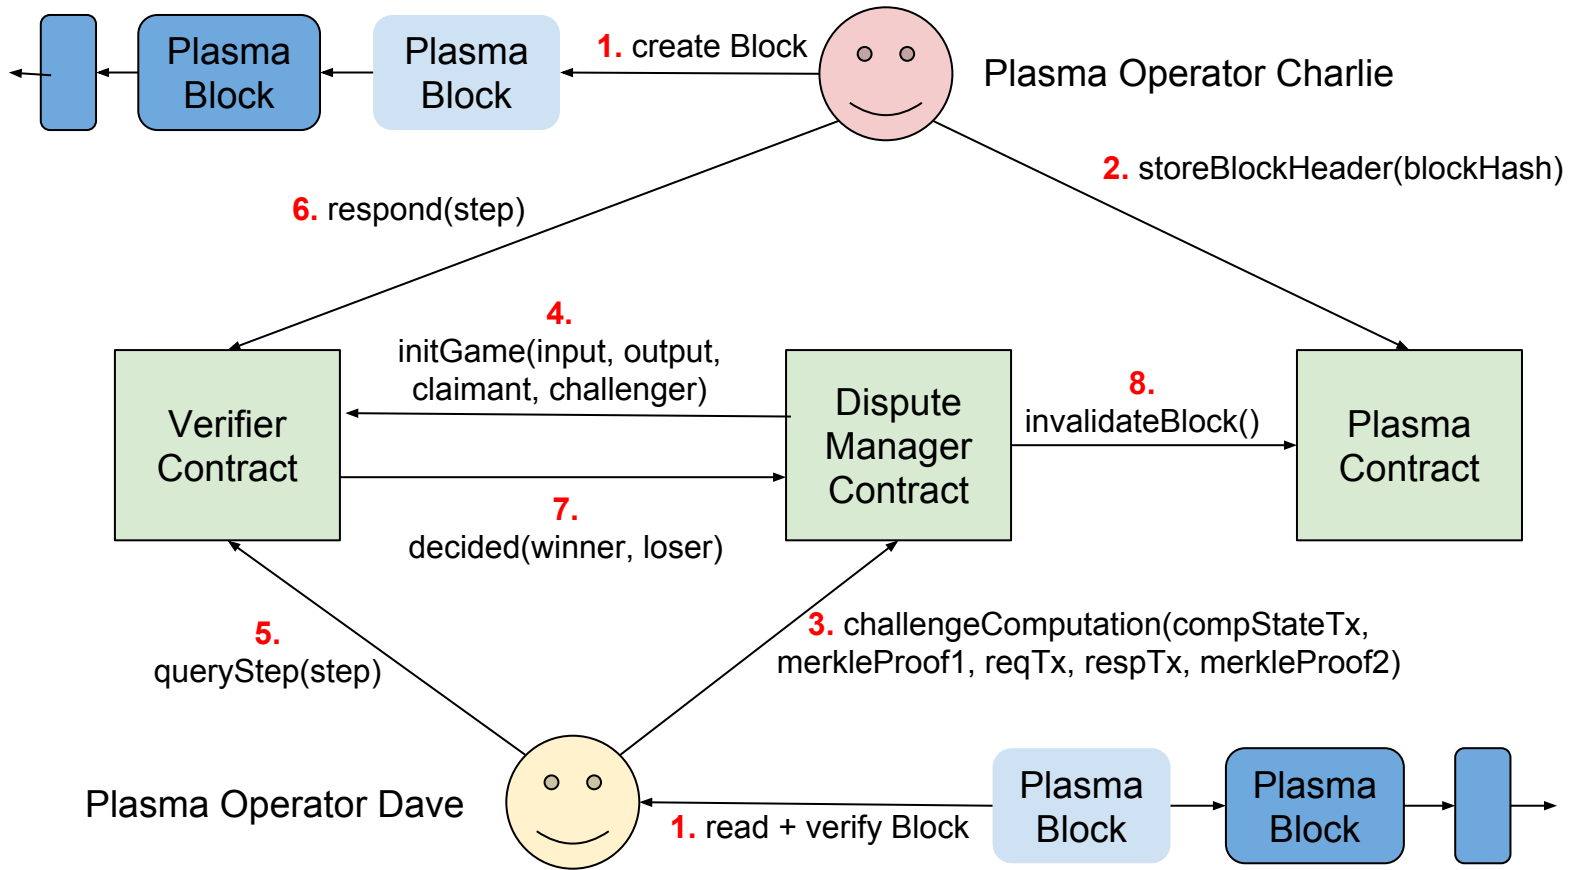 Plasma
Block
Plasma
Block
1. create Block
Plasma Operator Charlie
2. storeBlockHeader(blockHash)
6. respond(step)
4.
initGame(input, output,
claimant, challenger)
Verifier
Contract
Dispute
Manager
Contract
8.
invalidateBlock()
Plasma
Contract
7.
decided(winner, loser)
5.
queryStep(step)
3. challengeComputation(compStateTx,
merkleProof1, reqTx, respTx, merkleProof2)
Plasma Operator Dave
1. read + verify Block
Plasma
Block
Plasma
Block